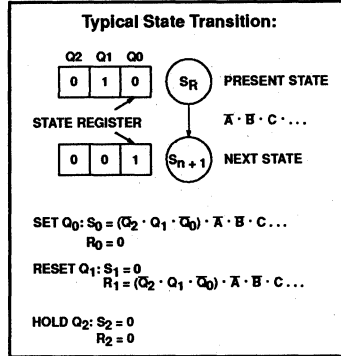 Typical State Transition:
Q2 Q1 Q0
0 1 0 S_R PRESENT STATE
STATE REGISTER A̅ · B̅ · C · . . .
0 0 1 S_n + 1 NEXT STATE
SET Q₀: S₀ = (Q̅₂ · Q₁ · Q̅₀) · A̅ · B̅ · C . . .
R₀ = 0
RESET Q₁: S₁ = 0
R₁ = (Q̅₂ · Q₁ · Q̅₀) · A̅ · B̅ · C . . .
HOLD Q₂: S₂ = 0
R₂ = 0